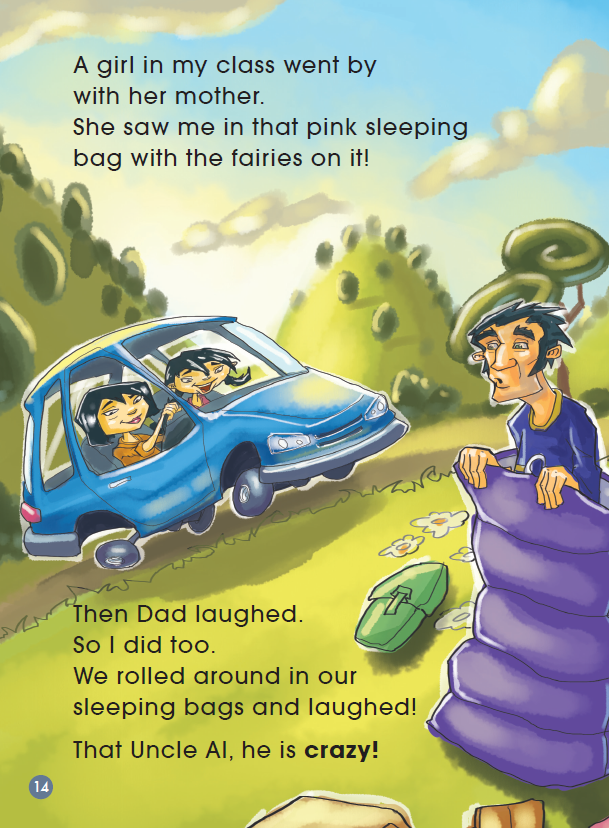 A girl in my class went by
with her mother.
She saw me in that pink sleeping
bag with the fairies on it!
Then Dad laughed.
So I did too.
We rolled around in our
sleeping bags and laughed!
That Uncle Al, he is crazy!
14